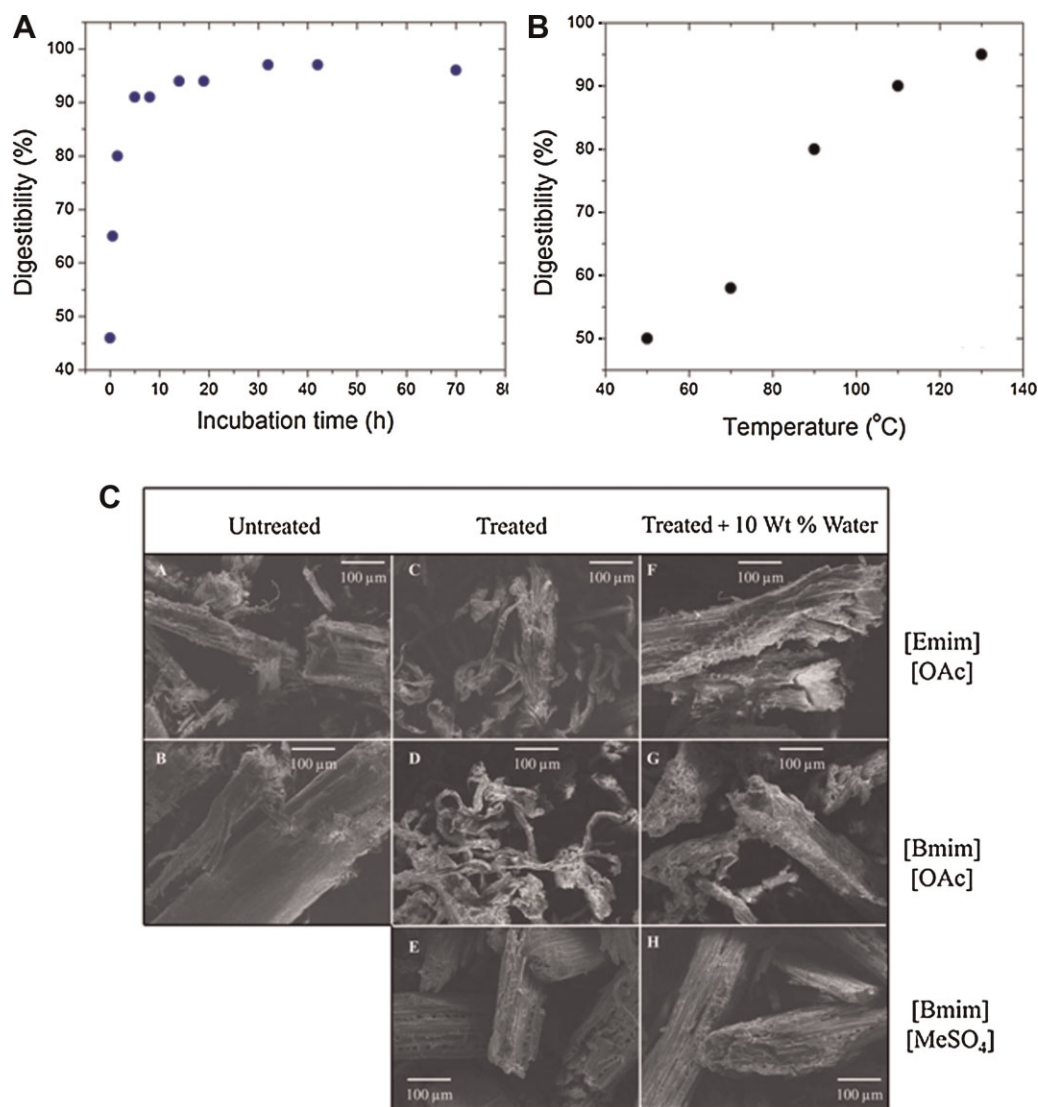 A
B
100
90
80
70
60
50
40
Digestibility (%)
0
10
20
30
40
50
60
70
Incubation time (h)
100
90
80
70
60
50
Digestibility (%)
40
60
80
100
120
140
Temperature (°C)
C
Untreated
Treated
Treated + 10 Wt % Water
A
100 µm
C
100 µm
F
100 µm
[Emim]
[OAc]
B
100 µm
D
100 µm
G
100 µm
[Bmim]
[OAc]
E
100 µm
H
100 µm
[Bmim]
[MeSO₄]